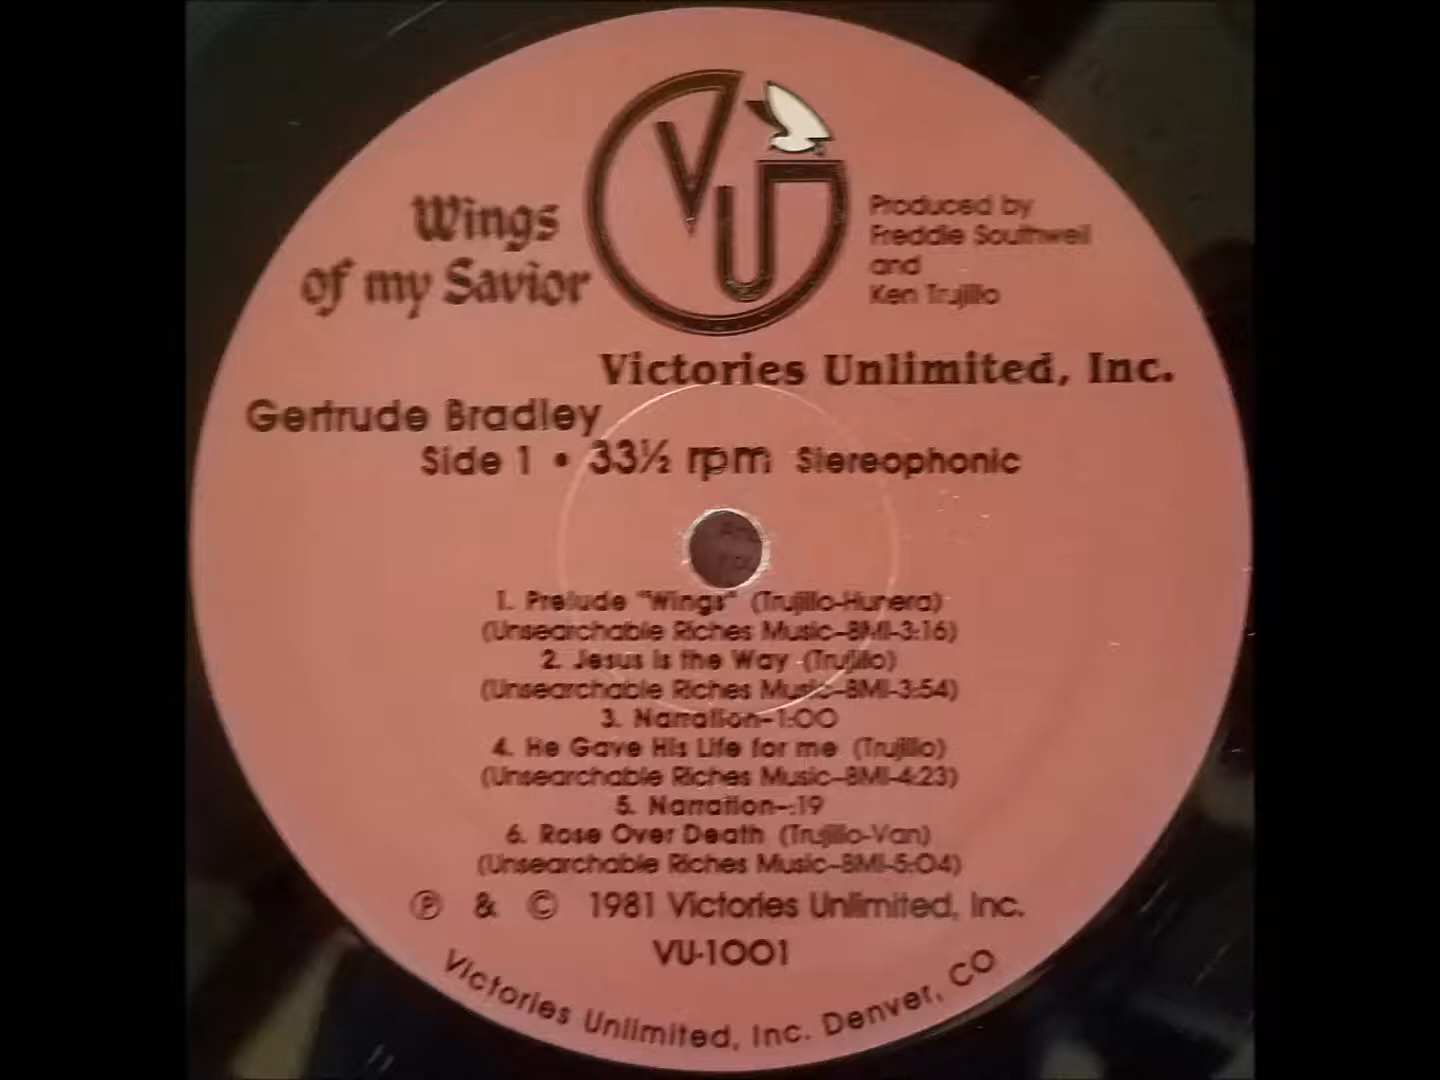 VU
Wings
of my Savior
Produced by
Freddie Southwell
and
Ken Trujillo
Victories Unlimited, Inc.
Gertrude Bradley
Side 1 • 33⅓ rpm Stereophonic
1. Prelude "Wings" (Trujillo-Hunera)
(Unsearchable Riches Music-BMI-3:16)
2. Jesus is the Way (Trujillo)
(Unsearchable Riches Music-BMI-3:54)
3. Narration-1:00
4. He Gave His Life for me (Trujillo)
(Unsearchable Riches Music-BMI-4:23)
5. Narration-:19
6. Rose Over Death (Trujillo-Van)
(Unsearchable Riches Music-BMI-5:04)
℗ & © 1981 Victories Unlimited, Inc.
VU-1001
Victories Unlimited, Inc. Denver, CO